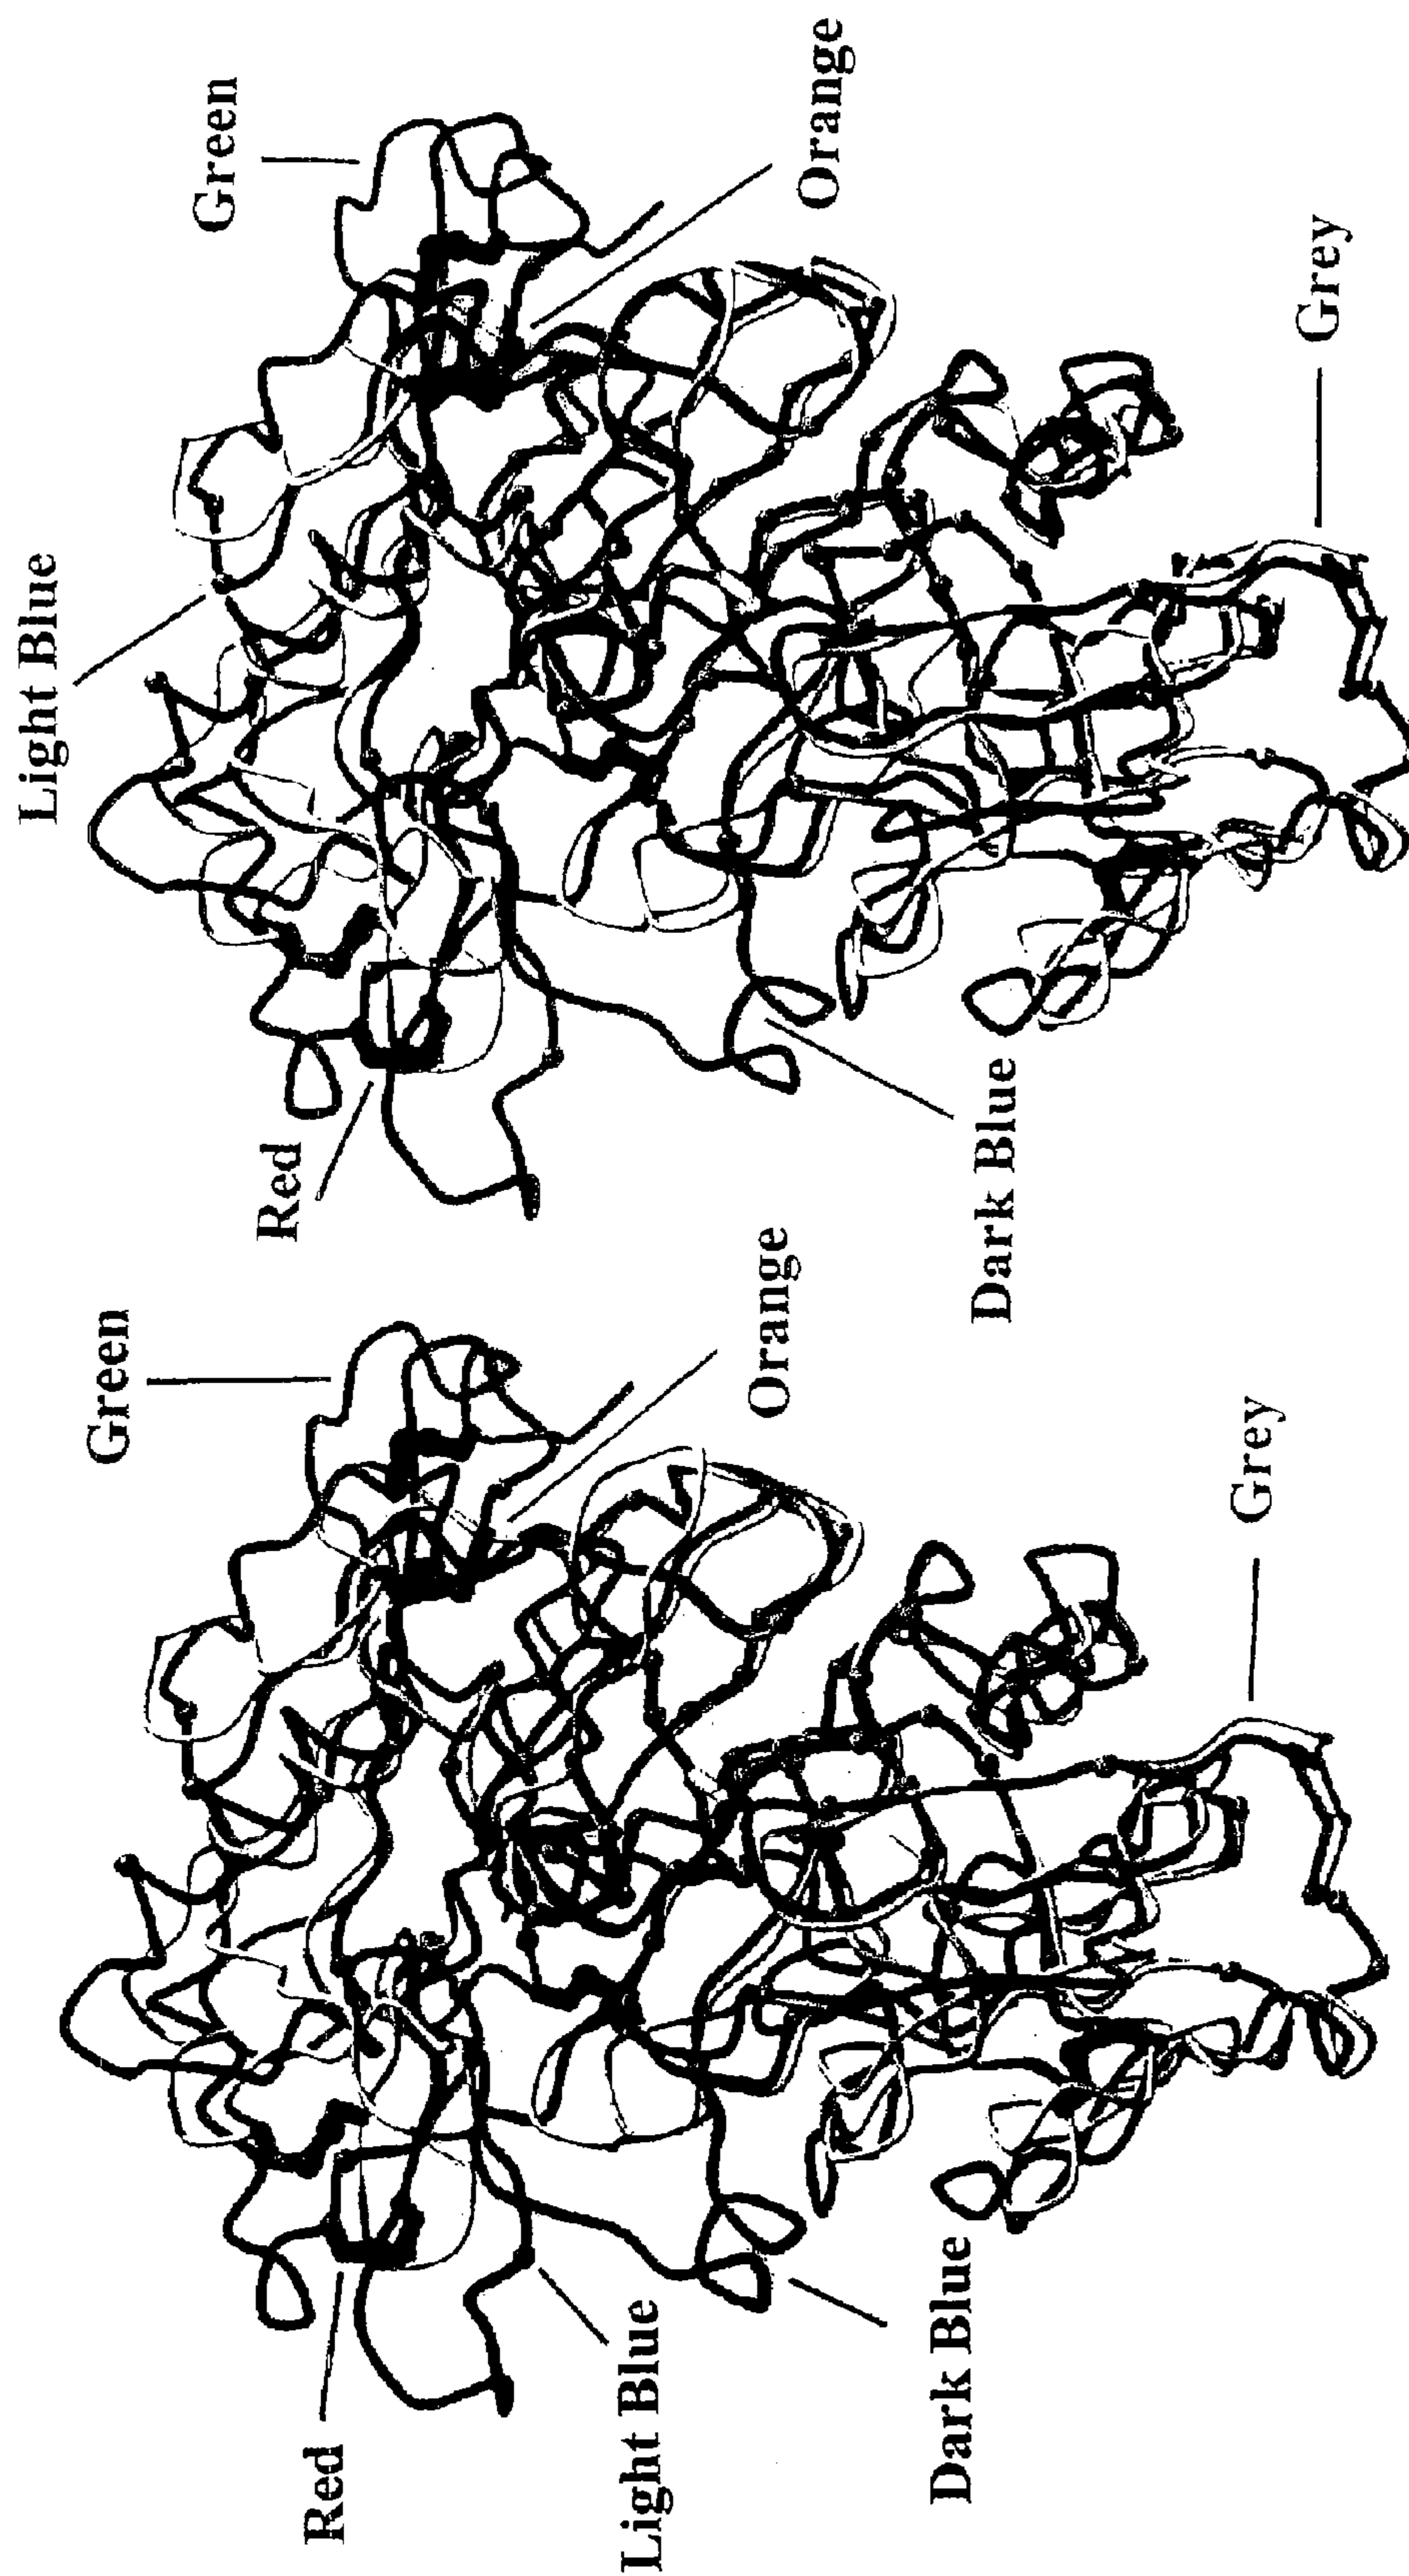 Green
Orange
Light Blue
Grey
Red
Dark Blue
Green
Orange
Grey
Red
Light Blue
Dark Blue